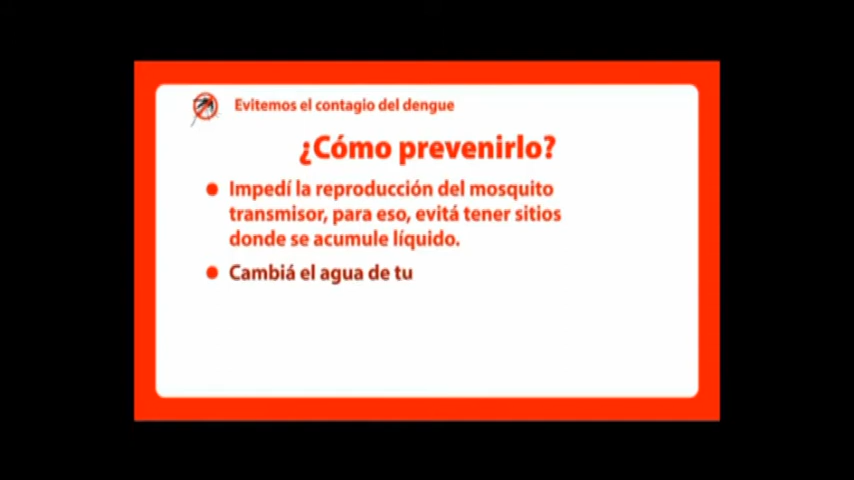 Evitemos el contagio del dengue
¿Cómo prevenirlo?
Impedí la reproducción del mosquito
transmisor, para eso, evitá tener sitios
donde se acumule líquido.
Cambiá el agua de tu